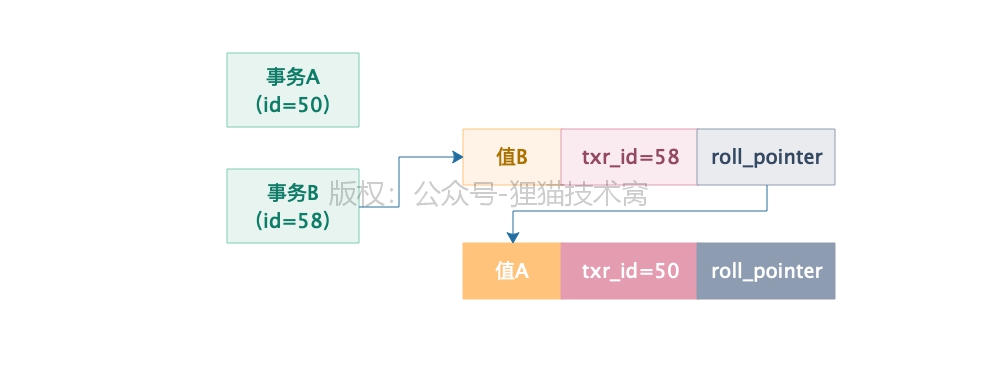 事务A
(id=50)
值B
txr_id=58
roll_pointer
事务B
(id=58)
版权：公众号-狸猫技术窝
值A
txr_id=50
roll_pointer